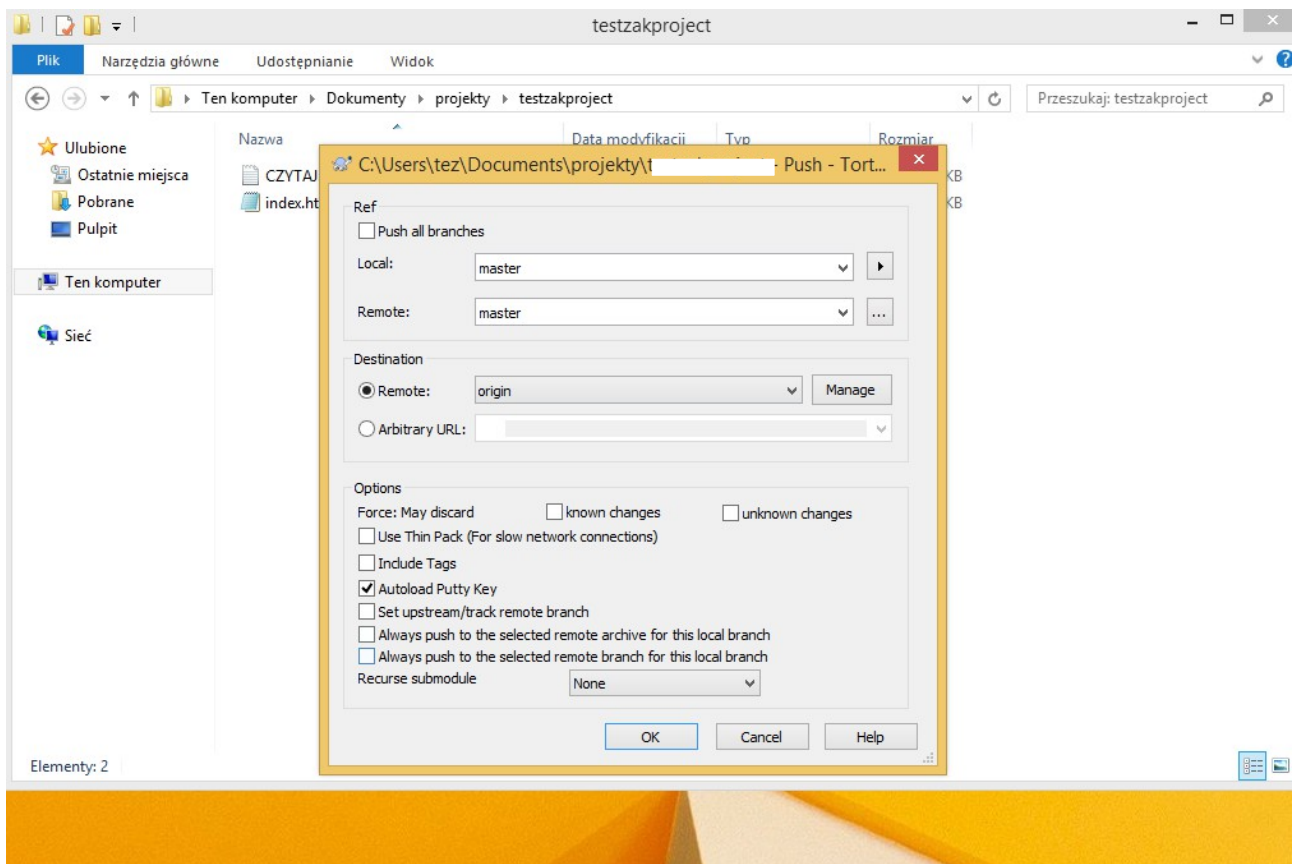 testzakproject
Plik Narzędzia główne Udostępnianie Widok
Ten komputer Dokumenty projekty testzakproject
Przeszukaj: testzakproject
Ulubione
Ostatnie miejsca
Pobrane
Pulpit
Ten komputer
Sieć
Nazwa Data modyfikacji Typ Rozmiar
CZYTAJ KB
index.ht KB
C:\Users\tez\Documents\projekty\t - Push - Tort...
Ref
Push all branches
Local: master
Remote: master ...
Destination
Remote: origin Manage
Arbitrary URL:
Options
Force: May discard known changes unknown changes
Use Thin Pack (For slow network connections)
Include Tags
Autoload Putty Key
Set upstream/track remote branch
Always push to the selected remote archive for this local branch
Always push to the selected remote branch for this local branch
Recurse submodule None
OK Cancel Help
Elementy: 2